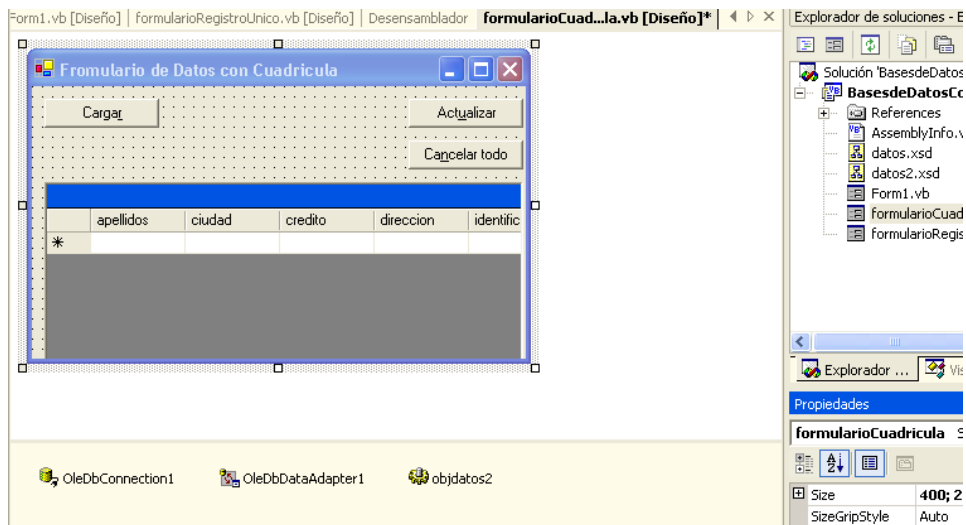 Form1.vb [Diseño] formularioRegistroUnico.vb [Diseño] Desensamblador formularioCuad...la.vb [Diseño]*
Fromulario de Datos con Cuadricula
Cargar Actualizar
Cancelar todo
apellidos ciudad credito direccion identific
OleDbConnection1 OleDbDataAdapter1 objdatos2
Explorador de soluciones - E
Solución 'BasesdeDatos
BasesdeDatosCo
References
AssemblyInfo.v
datos.xsd
datos2.xsd
Form1.vb
formularioCuad
formularioRegis
Explorador ... Vis
Propiedades
formularioCuadricula S
Size 400; 2
SizeGripStyle Auto